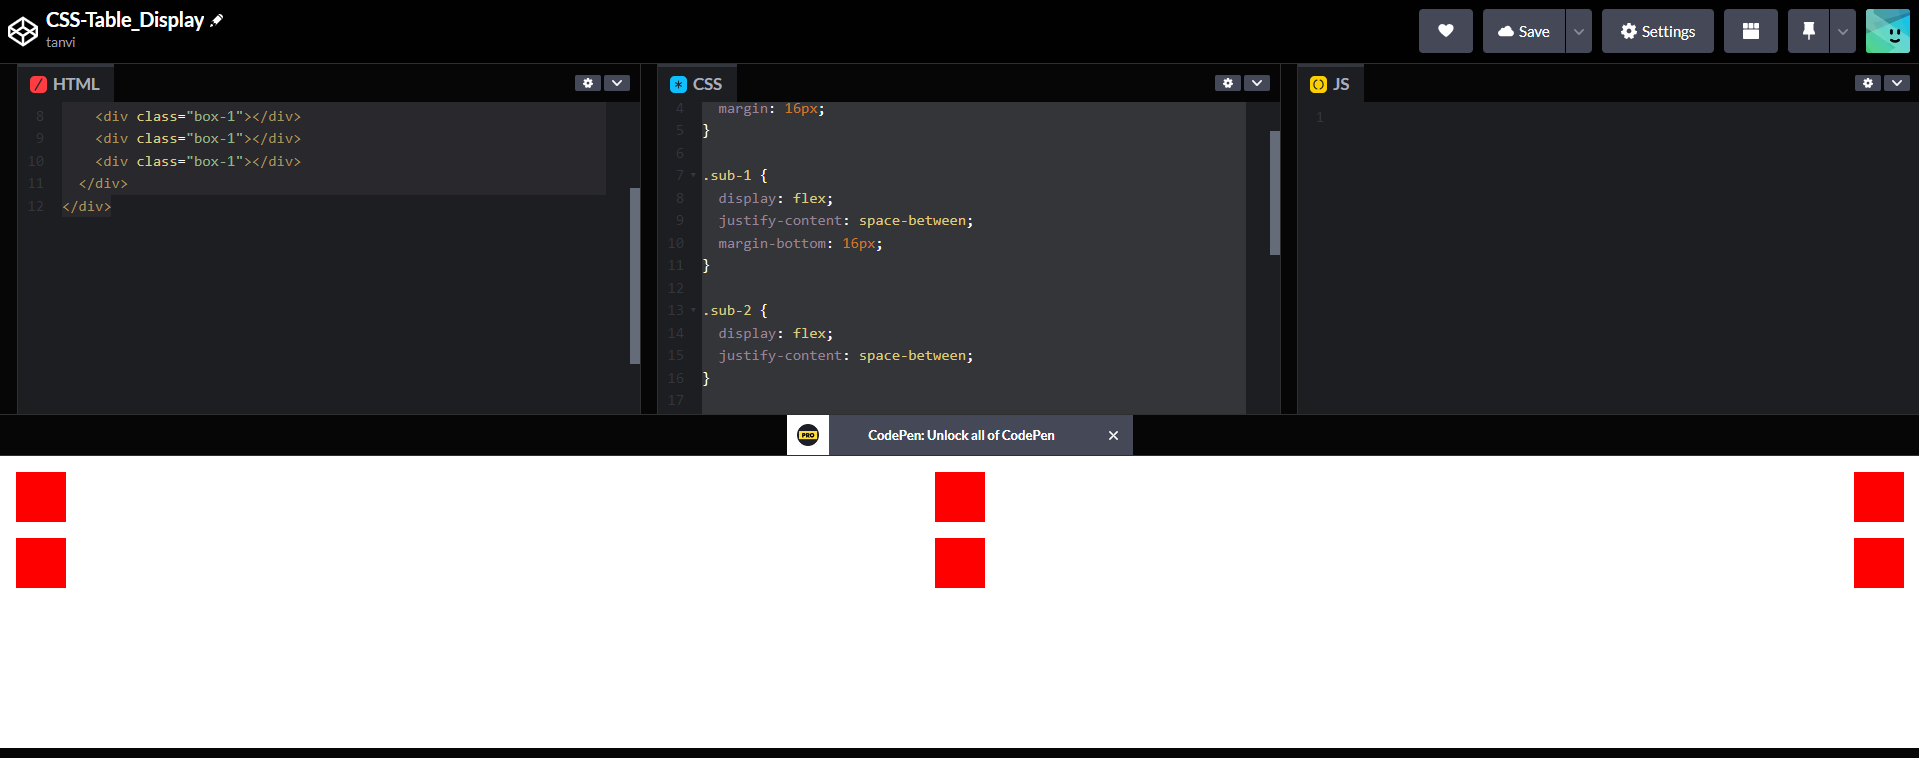 CSS-Table_Display
tanvi
Save
Settings
HTML
8 <div class="box-1"></div>
9 <div class="box-1"></div>
10 <div class="box-1"></div>
11 </div>
12 </div>
CSS
4 margin: 16px;
5 }
6
7 .sub-1 {
8 display: flex;
9 justify-content: space-between;
10 margin-bottom: 16px;
11 }
12
13 .sub-2 {
14 display: flex;
15 justify-content: space-between;
16 }
17
JS
1
PRO
CodePen: Unlock all of CodePen